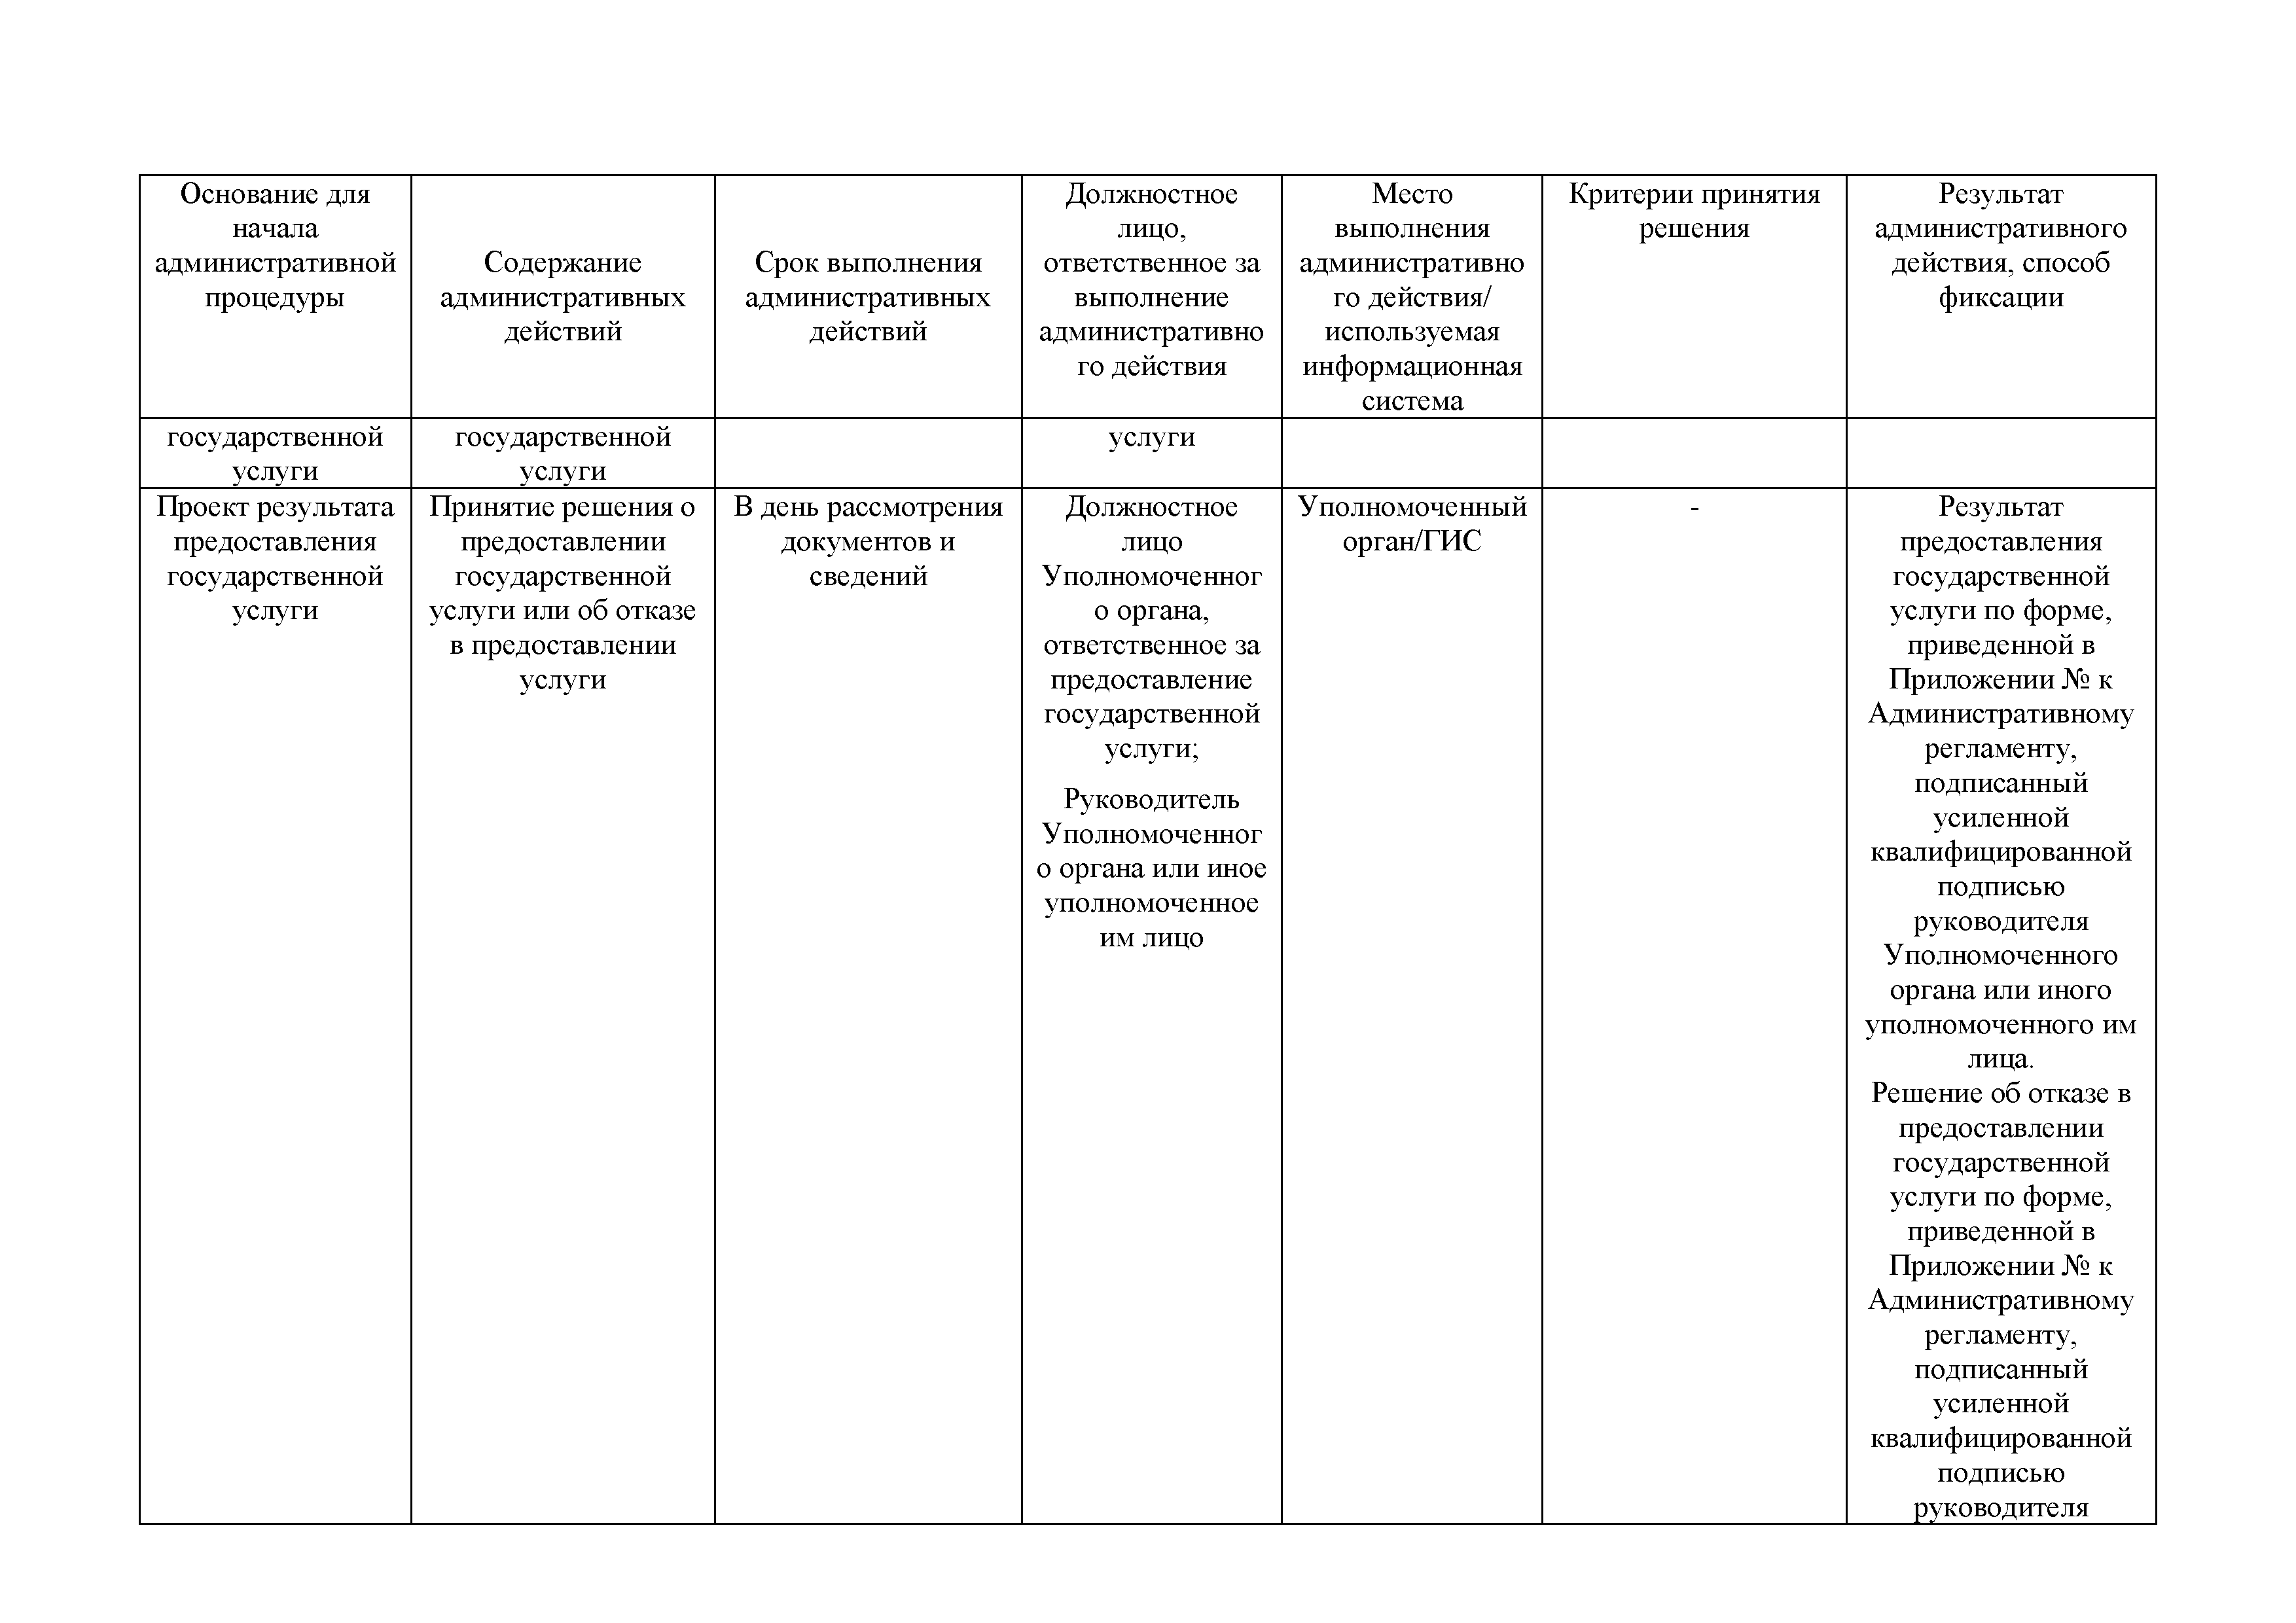 Основание для
начала
административной
процедуры
Содержание
административных
действий
Срок выполнения
административных
действий
Должностное
лицо,
ответственное за
выполнение
административно
го действия
Место
выполнения
административно
го действия/
используемая
информационная
система
Критерии принятия
решения
Результат
административного
действия, способ
фиксации
государственной
услуги
государственной
услуги
услуги
Проект результата
предоставления
государственной
услуги
Принятие решения о
предоставлении
государственной
услуги или об отказе
в предоставлении
услуги
В день рассмотрения
документов и
сведений
Должностное
лицо
Уполномоченног
о органа,
ответственное за
предоставление
государственной
услуги;
Руководитель
Уполномоченног
о органа или иное
уполномоченное
им лицо
Уполномоченный
орган/ГИС
-
Результат
предоставления
государственной
услуги по форме,
приведенной в
Приложении № к
Административному
регламенту,
подписанный
усиленной
квалифицированной
подписью
руководителя
Уполномоченного
органа или иного
уполномоченного им
лица.
Решение об отказе в
предоставлении
государственной
услуги по форме,
приведенной в
Приложении № к
Административному
регламенту,
подписанный
усиленной
квалифицированной
подписью
руководителя